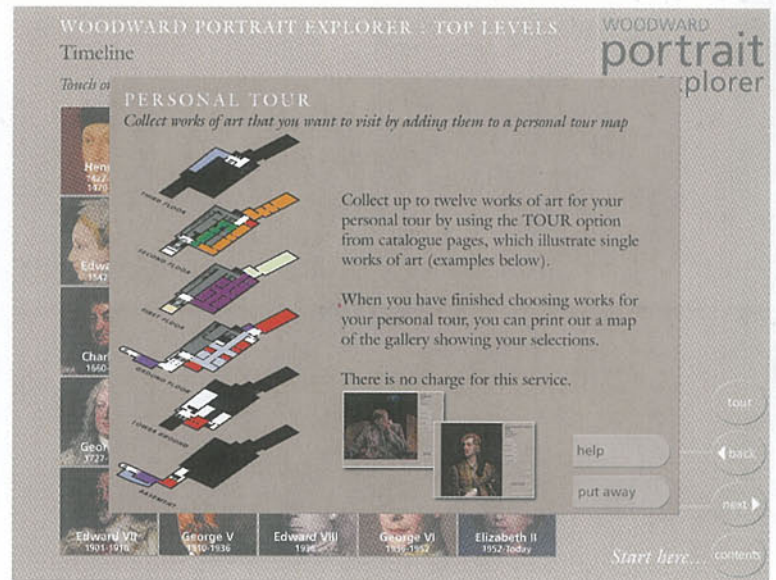 WOODWARD PORTRAIT EXPLORER : TOP LEVELS
WOODWARD
portrait
xplorer
Timeline
Touch
PERSONAL TOUR
Collect works of art that you want to visit by adding them to a personal tour map
THIRD FLOOR
SECOND FLOOR
FIRST FLOOR
GROUND FLOOR
LOWER GROUND
BASEMENT
Collect up to twelve works of art for your
personal tour by using the TOUR option
from catalogue pages, which illustrate single
works of art (examples below).
When you have finished choosing works for
your personal tour, you can print out a map
of the gallery showing your selections.
There is no charge for this service.
help
put away
tour
back
next
contents
Start here...
Edward VII
1901-1910
George V
1910-1936
Edward VIII
1936
George VI
1936-1952
Elizabeth II
1952-Today